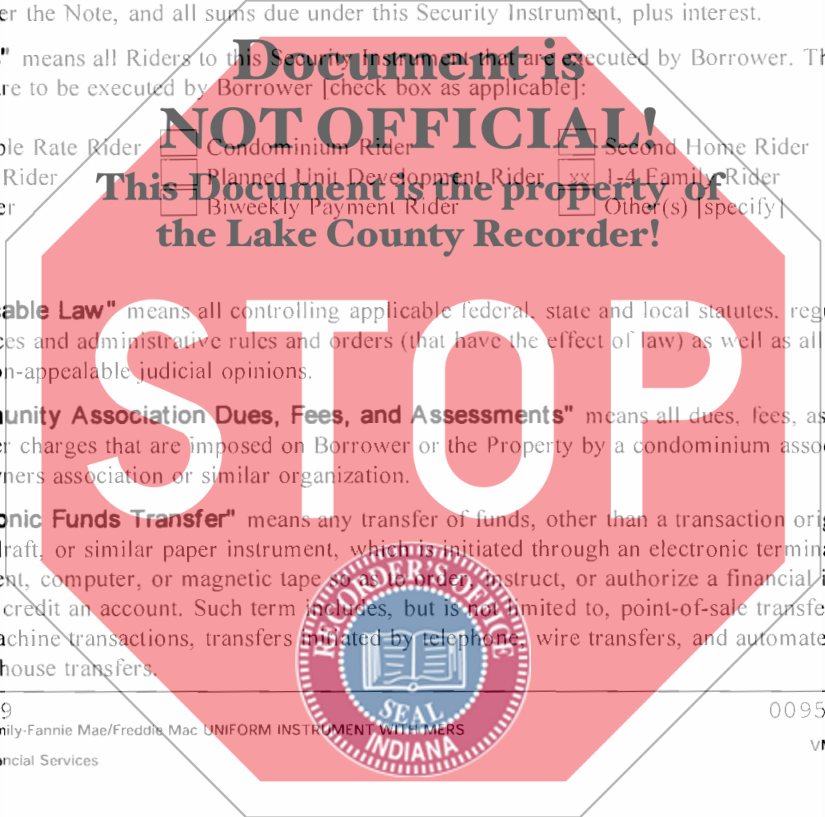 er the Note, and all sums due under this Security Instrument, plus interest.
" means all Riders to this Security Instrument that are executed by Borrower. Th
re to be executed by Borrower [check box as applicable]:
Document is
NOT OFFICIAL!
This Document is the property of
the Lake County Recorder!
ble Rate Rider Condominium Rider Second Home Rider
Rider Planned Unit Development Rider xx 1-4 Family Rider
er Biweekly Payment Rider Other(s) [specify]
able Law" means all controlling applicable federal, state and local statutes, regu
ces and administrative rules and orders (that have the effect of law) as well as all
n-appealable judicial opinions.
STOP
unity Association Dues, Fees, and Assessments" means all dues, fees, as
r charges that are imposed on Borrower or the Property by a condominium asso
ners association or similar organization.
onic Funds Transfer" means any transfer of funds, other than a transaction orig
raft, or similar paper instrument, which is initiated through an electronic termina
nt, computer, or magnetic tape so as to order, instruct, or authorize a financial i
credit an account. Such term includes, but is not limited to, point-of-sale transfe
achine transactions, transfers initiated by telephone, wire transfers, and automate
house transfers.
RECORDER'S OFFICE
SEAL
INDIANA
9 0095
mily-Fannie Mae/Freddie Mac UNIFORM INSTRUMENT WITH MERS
VM
ncial Services